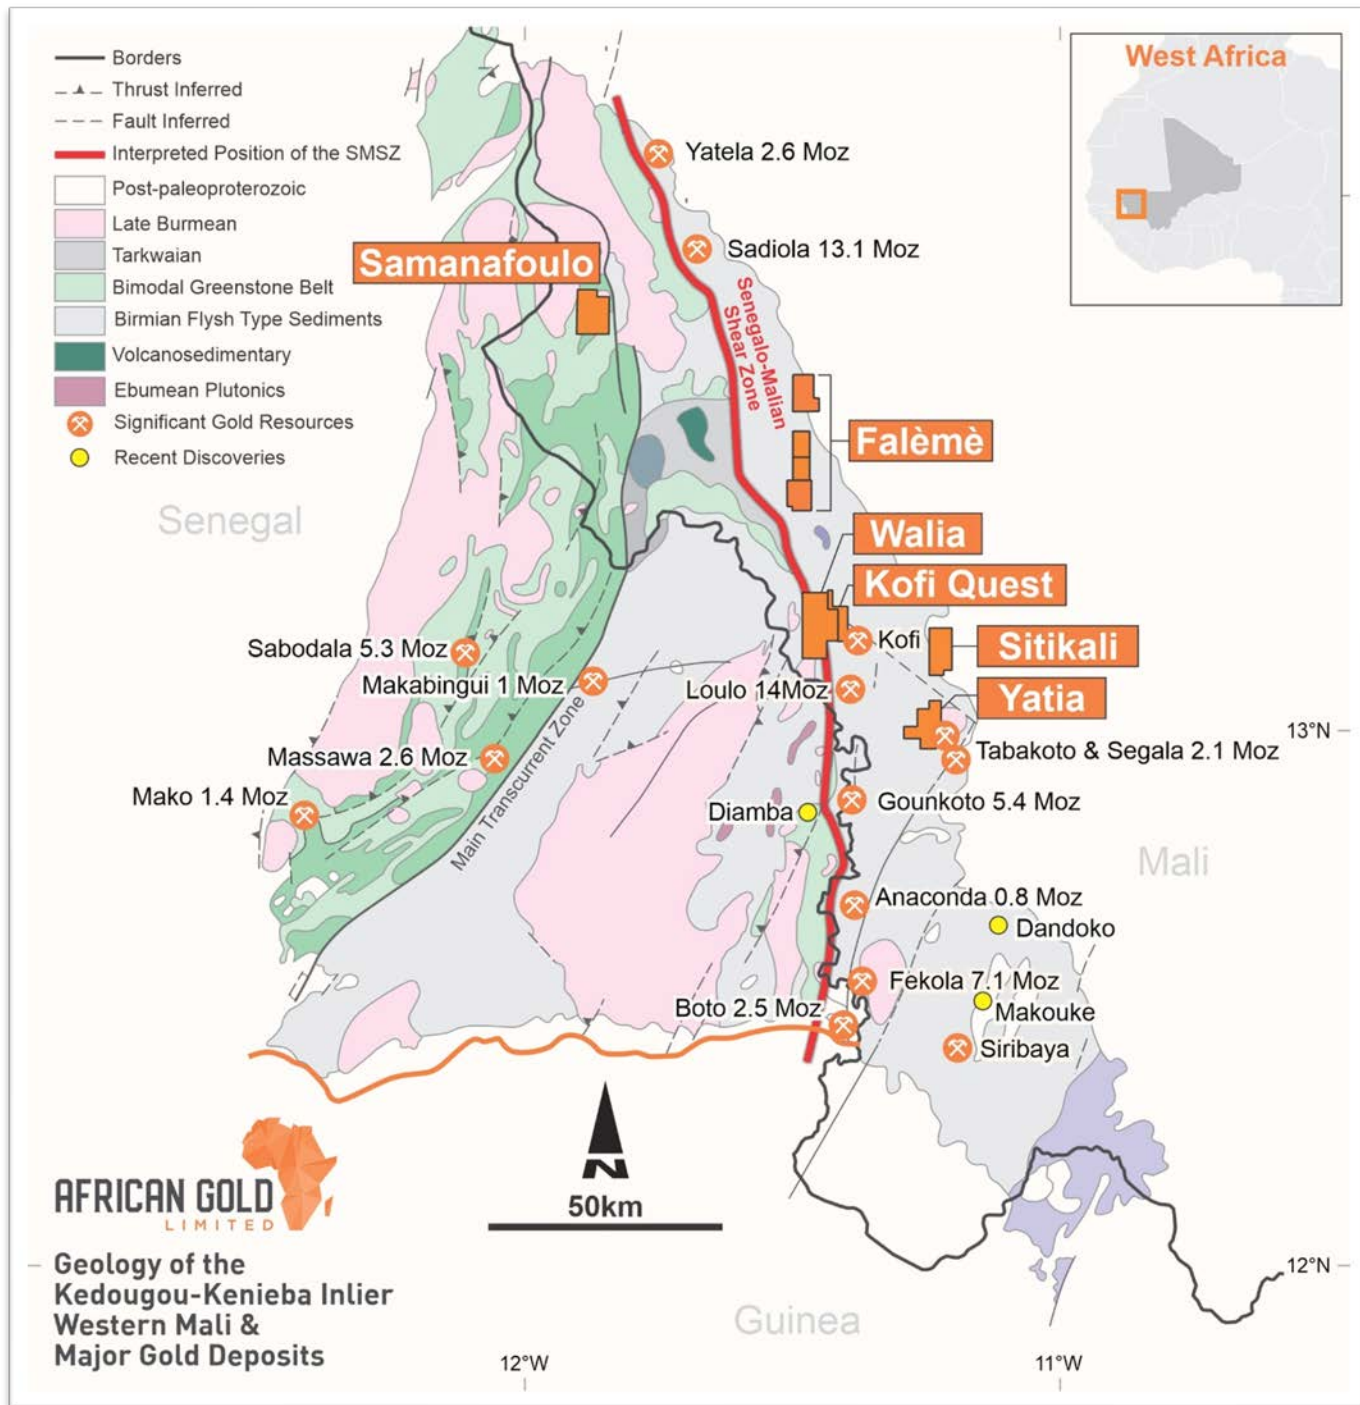 Borders
Thrust Inferred
Fault Inferred
Interpreted Position of the SMSZ
Post-paleoproterozoic
Late Burmean
Tarkwaian
Bimodal Greenstone Belt
Birmian Flysh Type Sediments
Volcanosedimentary
Ebumean Plutonics
Significant Gold Resources
Recent Discoveries
West Africa
Yatela 2.6 Moz
Sadiola 13.1 Moz
Samanafoulo
Senegalo-Malian
Shear Zone
Falèmè
Senegal
Walia
Kofi Quest
Kofi
Sitikali
Sabodala 5.3 Moz
Makabingui 1 Moz
Loulo 14Moz
Yatia
13°N
Massawa 2.6 Moz
Tabakoto & Segala 2.1 Moz
Mako 1.4 Moz
Main Transcurrent Zone
Diamba
Gounkoto 5.4 Moz
Mali
Anaconda 0.8 Moz
Dandoko
Fekola 7.1 Moz
Boto 2.5 Moz
Makouke
Siribaya
N
50km
AFRICAN GOLD
LIMITED
Geology of the
Kedougou-Kenieba Inlier
Western Mali &
Major Gold Deposits
12°N
Guinea
12°W
11°W